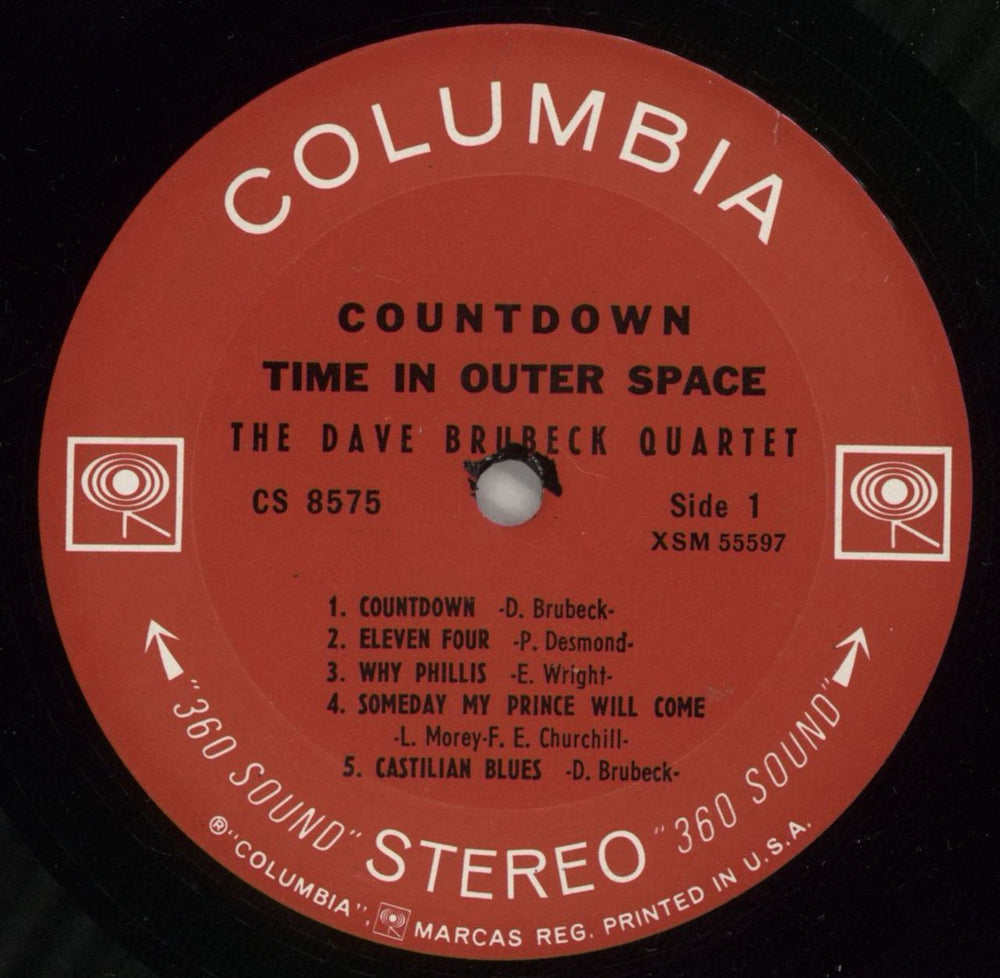 COLUMBIA
COUNTDOWN
TIME IN OUTER SPACE
THE DAVE BRUBECK QUARTET
CS 8575
Side 1
XSM 55597
1. COUNTDOWN -D. Brubeck-
2. ELEVEN FOUR -P. Desmond-
3. WHY PHILLIS -E. Wright-
4. SOMEDAY MY PRINCE WILL COME
-L. Morey-F. E. Churchill-
5. CASTILIAN BLUES -D. Brubeck-
"360 SOUND" STEREO "360 SOUND"
®"COLUMBIA", MARCAS REG. PRINTED IN U.S.A.